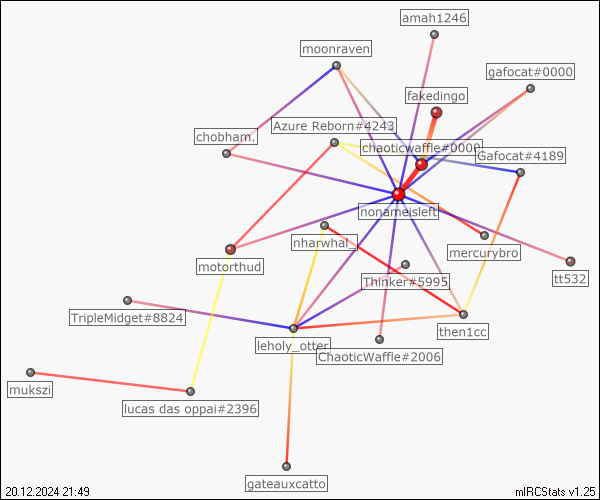 amah1246
moonraven
gafocat#0000
fakedingo
Azure Reborn#4243
chobham.
chaoticwaffle#0000
Gafocat#4189
nonameisleft
nharwhal_
mercurybro
motorthud
Thinker#5995
tt532
TripleMidget#8824
then1cc
leholy_otter
ChaoticWaffle#2006
mukszi
lucas das oppai#2396
gateauxcatto
20.12.2024 21:49
mIRCStats v1.25